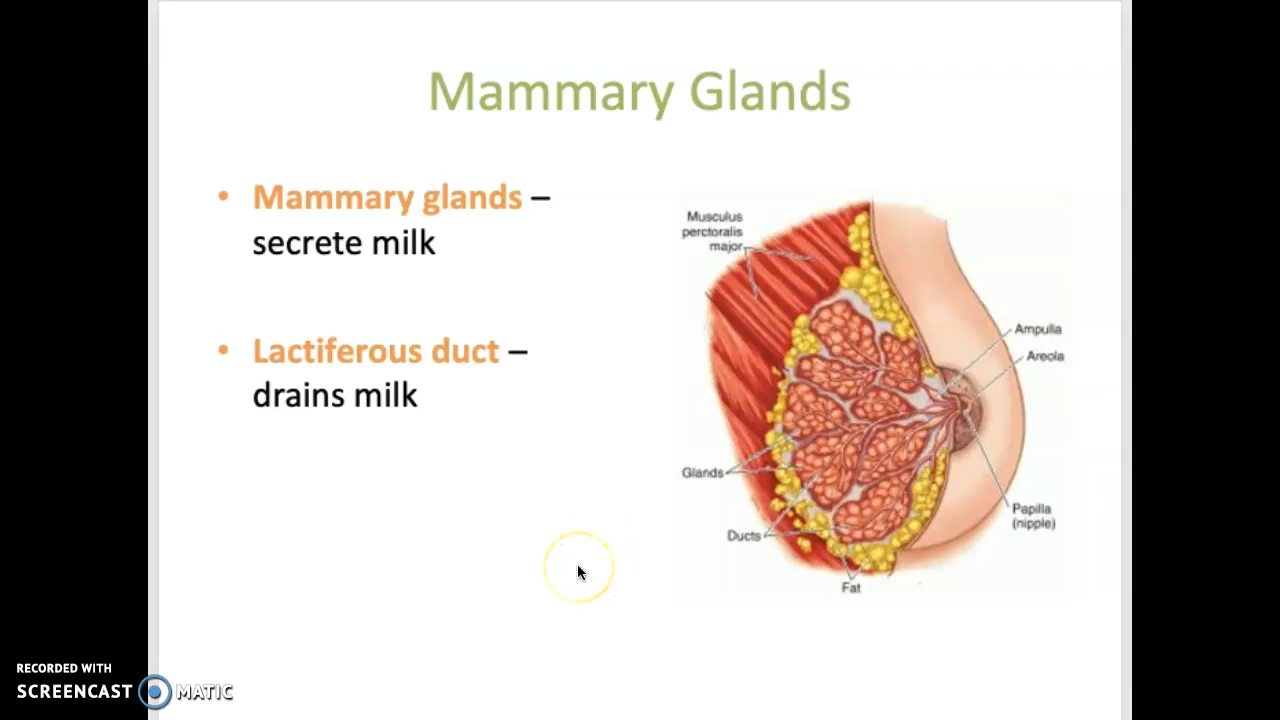 Mammary Glands
• Mammary glands –
secrete milk
• Lactiferous duct –
drains milk
Musculus
perctoralis
major
Ampulla
Areola
Glands
Papilla
(nipple)
Ducts
Fat
RECORDED WITH
SCREENCAST MATIC